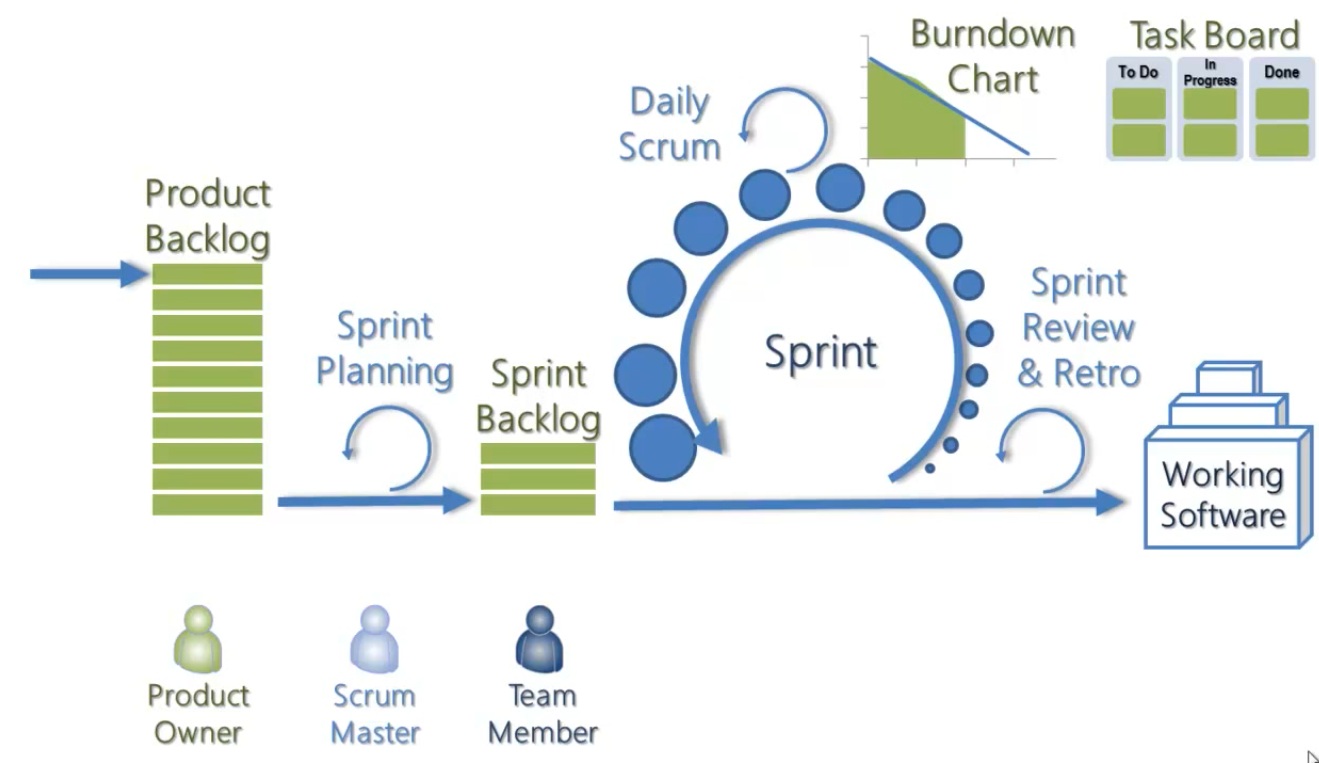 Burndown
Chart
Task Board
To Do
In
Progress
Done
Daily
Scrum
Product
Backlog
Sprint
Planning
Sprint
Backlog
Sprint
Sprint
Review
& Retro
Working
Software
Product
Owner
Scrum
Master
Team
Member